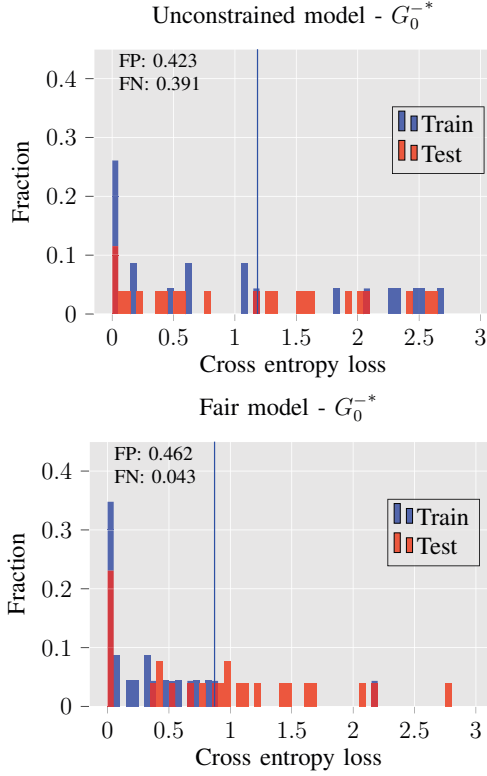 Unconstrained model - $G_0^{-*}$
FP: 0.423
FN: 0.391
Train
Test
Fraction
0.4
0.3
0.2
0.1
0
0 0.5 1 1.5 2 2.5 3
Cross entropy loss
Fair model - $G_0^{-*}$
FP: 0.462
FN: 0.043
Train
Test
Fraction
0.4
0.3
0.2
0.1
0
0 0.5 1 1.5 2 2.5 3
Cross entropy loss